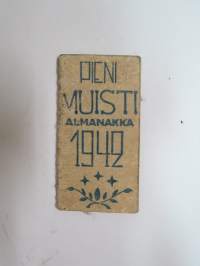 PIENI
MUISTI
ALMANAKKA
1942